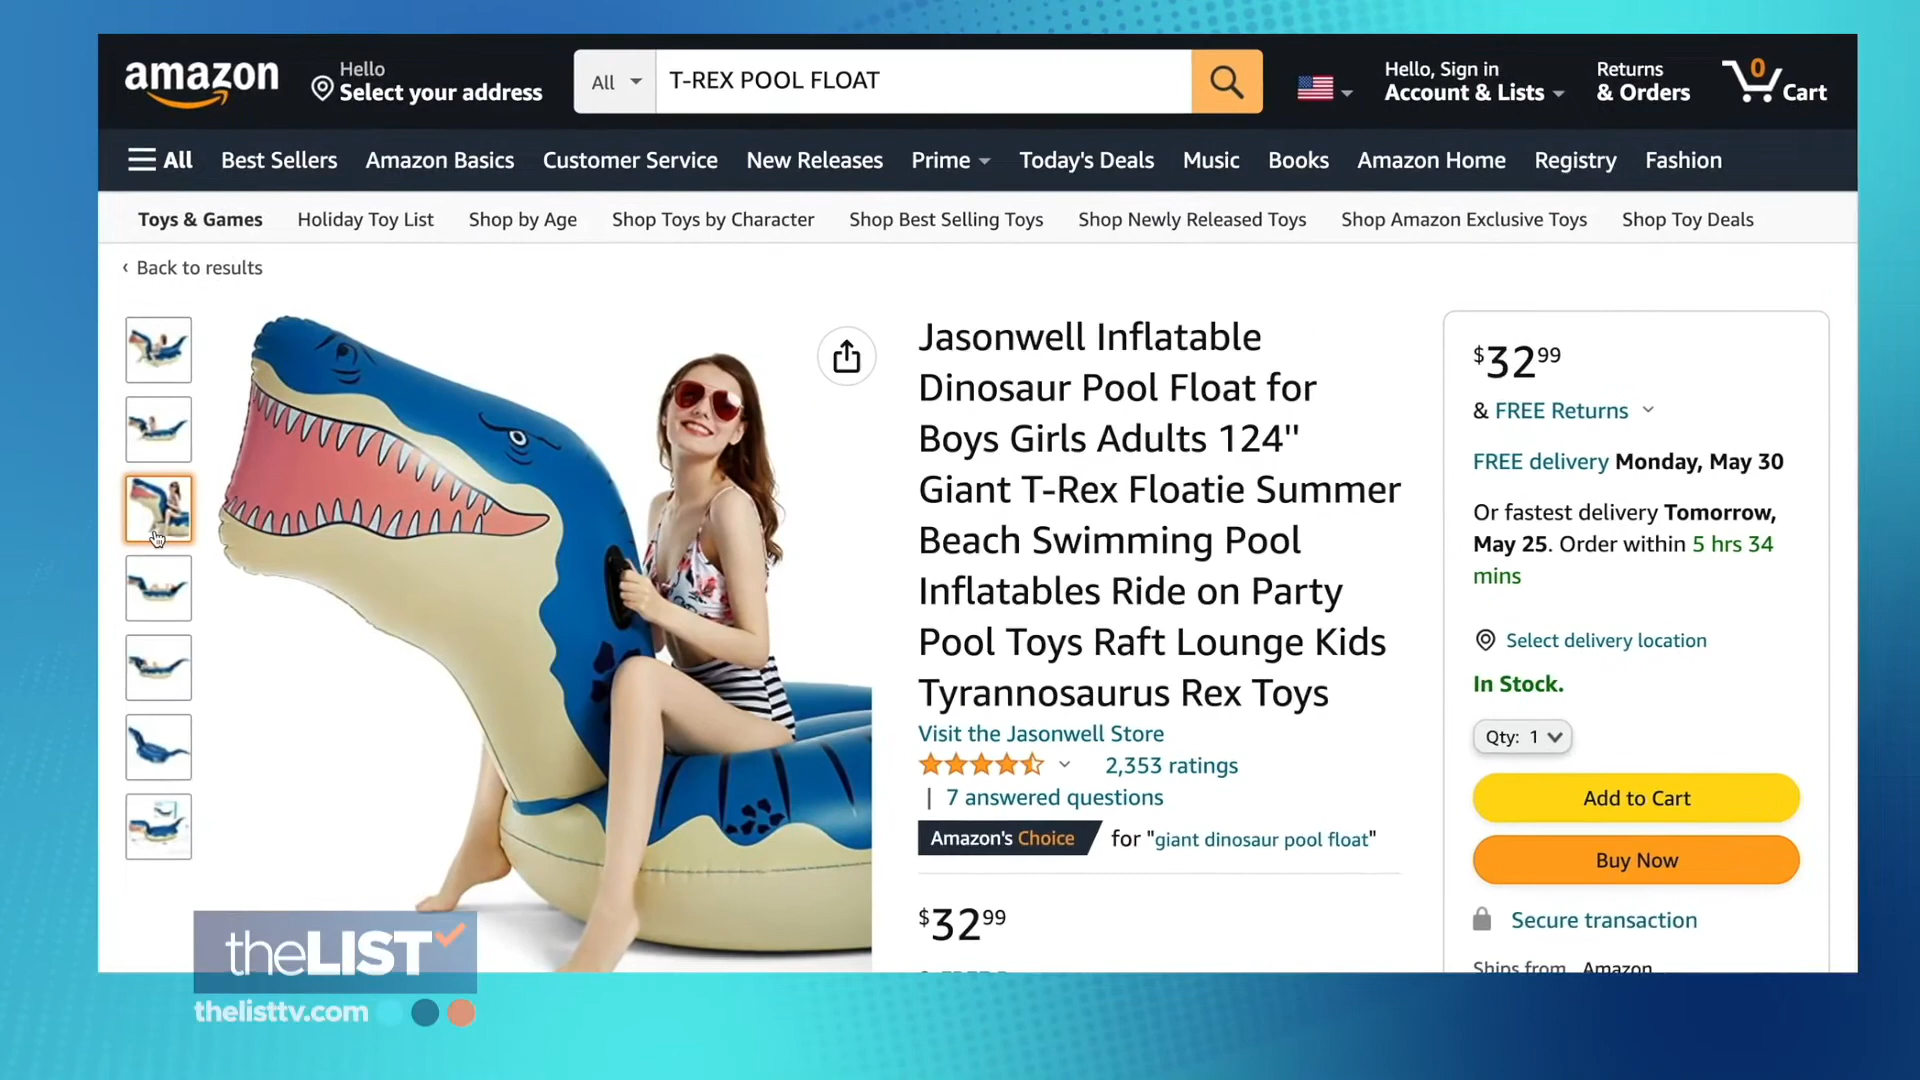 amazon
Hello
Select your address
All
T-REX POOL FLOAT
Hello, Sign in
Account & Lists
Returns
& Orders
0
Cart
All
Best Sellers
Amazon Basics
Customer Service
New Releases
Prime
Today's Deals
Music
Books
Amazon Home
Registry
Fashion
Toys & Games
Holiday Toy List
Shop by Age
Shop Toys by Character
Shop Best Selling Toys
Shop Newly Released Toys
Shop Amazon Exclusive Toys
Shop Toy Deals
‹ Back to results
Jasonwell Inflatable
Dinosaur Pool Float for
Boys Girls Adults 124"
Giant T-Rex Floatie Summer
Beach Swimming Pool
Inflatables Ride on Party
Pool Toys Raft Lounge Kids
Tyrannosaurus Rex Toys
Visit the Jasonwell Store
2,353 ratings
| 7 answered questions
Amazon's Choice for "giant dinosaur pool float"
$32 99
$32 99
& FREE Returns
FREE delivery Monday, May 30
Or fastest delivery Tomorrow,
May 25. Order within 5 hrs 34
mins
Select delivery location
In Stock.
Qty: 1
Add to Cart
Buy Now
Secure transaction
Ships from Amazon
theLIST
thelisttv.com